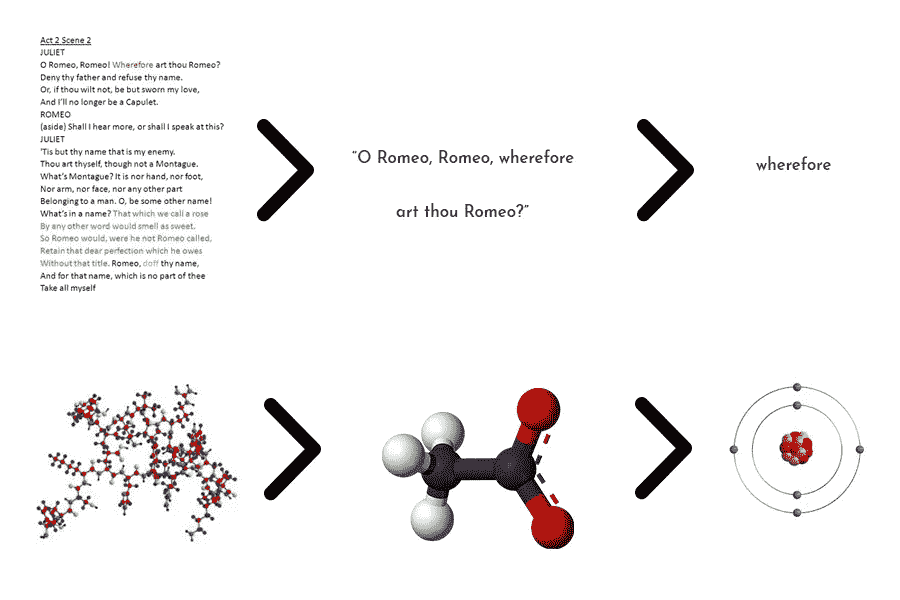 Act 2 Scene 2
JULIET
O Romeo, Romeo! Wherefore art thou Romeo?
Deny thy father and refuse thy name.
Or, if thou wilt not, be but sworn my love,
And I'll no longer be a Capulet.
ROMEO
(aside) Shall I hear more, or shall I speak at this?
JULIET
'Tis but thy name that is my enemy.
Thou art thyself, though not a Montague.
What's Montague? It is nor hand, nor foot,
Nor arm, nor face, nor any other part
Belonging to a man. O, be some other name!
What's in a name? That which we call a rose
By any other word would smell as sweet.
So Romeo would, were he not Romeo called,
Retain that dear perfection which he owes
Without that title. Romeo, doff thy name,
And for that name, which is no part of thee
Take all myself
"O Romeo, Romeo, wherefore
art thou Romeo?"
wherefore